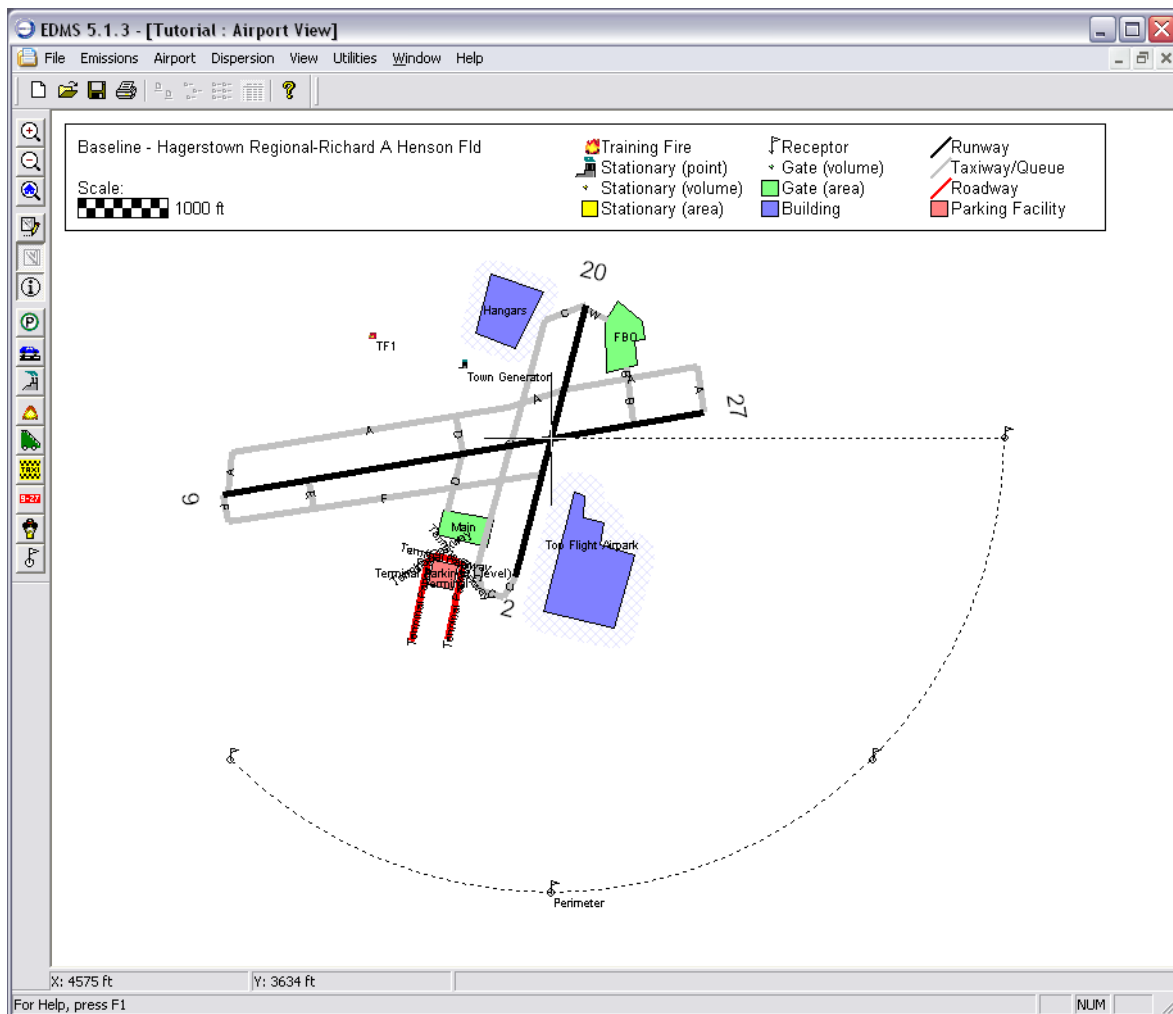 EDMS 5.1.3 - [Tutorial : Airport View]
File Emissions Airport Dispersion View Utilities Window Help
Baseline - Hagerstown Regional-Richard A Henson Fld
Scale:
1000 ft
Training Fire
Stationary (point)
Stationary (volume)
Stationary (area)
Receptor
Gate (volume)
Gate (area)
Building
Runway
Taxiway/Queue
Roadway
Parking Facility
20
Hangars
C
W
FBO
TF1
Town Generator
A
B
A
A
27
A
D
A
9
E
F
F
D
Main
Top Flight Airpark
C
C
2
Perimeter
X: 4575 ft
Y: 3634 ft
For Help, press F1
NUM
TAXI
9-27
P